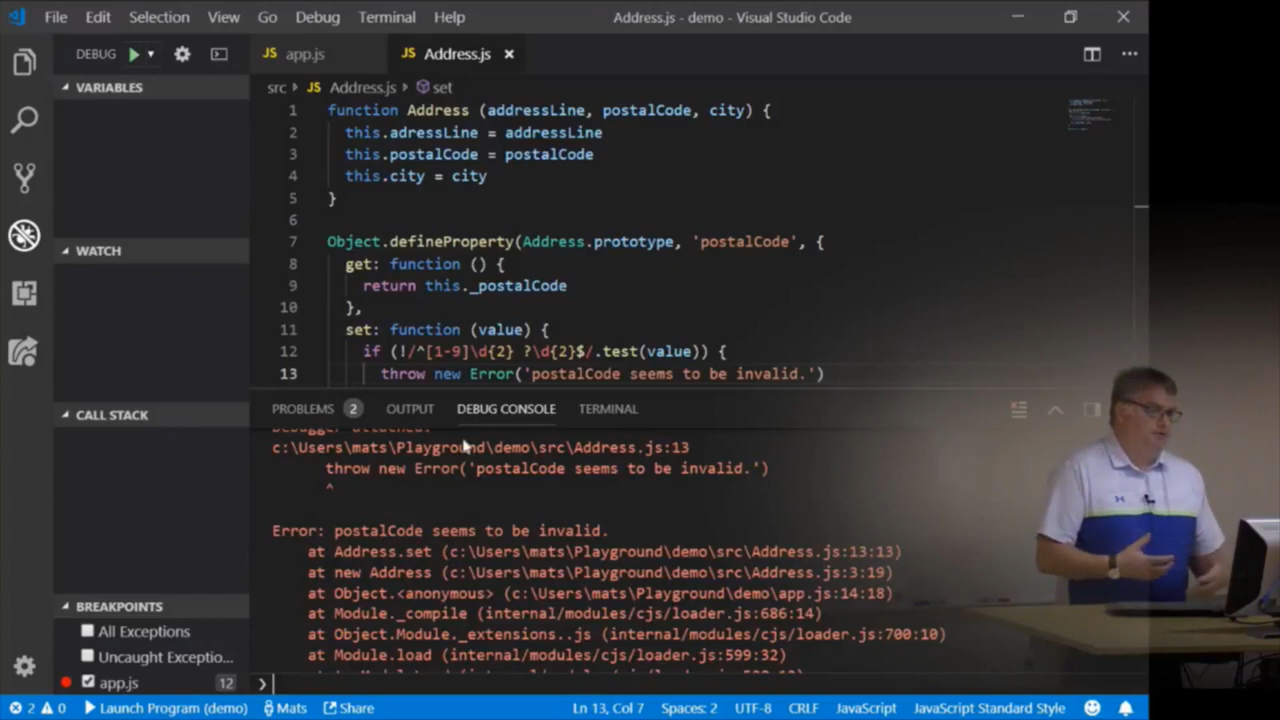 File Edit Selection View Go Debug Terminal Help Address.js - demo - Visual Studio Code
DEBUG JS app.js JS Address.js
VARIABLES
src JS Address.js set
1 function Address (addressLine, postalCode, city) {
2 this.adressLine = addressLine
3 this.postalCode = postalCode
4 this.city = city
5 }
6
7 Object.defineProperty(Address.prototype, 'postalCode', {
8 get: function () {
9 return this._postalCode
10 },
11 set: function (value) {
12 if (!/^[1-9]\d{2} ?\d{2}$/.test(value)) {
13 throw new Error('postalCode seems to be invalid.')
WATCH
CALL STACK
BREAKPOINTS
All Exceptions
Uncaught Exceptio...
app.js 12
PROBLEMS 2 OUTPUT DEBUG CONSOLE TERMINAL
Debugger attached.
c:\Users\mats\Playground\demo\src\Address.js:13
throw new Error('postalCode seems to be invalid.')
^
Error: postalCode seems to be invalid.
at Address.set (c:\Users\mats\Playground\demo\src\Address.js:13:13)
at new Address (c:\Users\mats\Playground\demo\src\Address.js:3:19)
at Object.<anonymous> (c:\Users\mats\Playground\demo\app.js:14:18)
at Module._compile (internal/modules/cjs/loader.js:686:14)
at Object.Module._extensions..js (internal/modules/cjs/loader.js:700:10)
at Module.load (internal/modules/cjs/loader.js:599:32)
2 0 Launch Program (demo) Mats Share Ln 13, Col 7 Spaces: 2 UTF-8 CRLF JavaScript JavaScript Standard Style